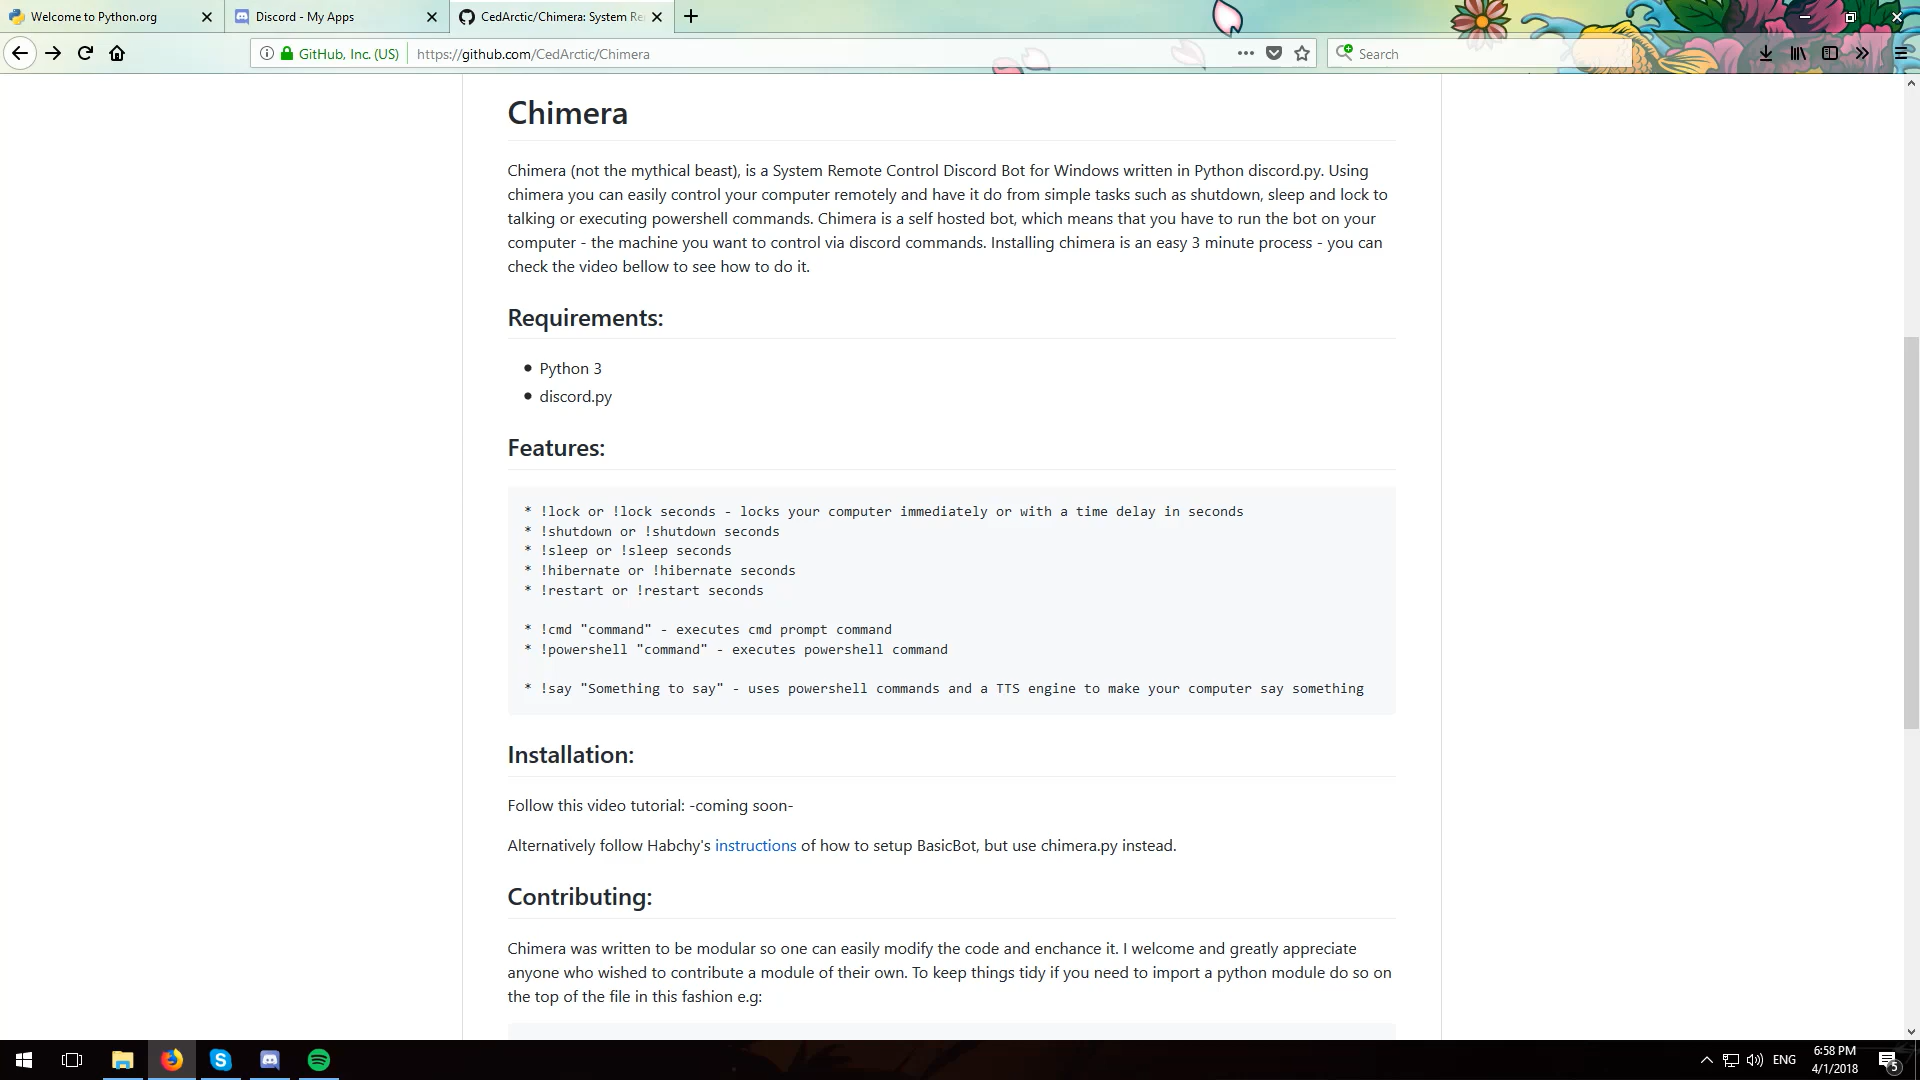 Welcome to Python.org
Discord - My Apps
CedArctic/Chimera: System Re
GitHub, Inc. (US)
https://github.com/CedArctic/Chimera
Search
Chimera
Chimera (not the mythical beast), is a System Remote Control Discord Bot for Windows written in Python discord.py. Using
chimera you can easily control your computer remotely and have it do from simple tasks such as shutdown, sleep and lock to
talking or executing powershell commands. Chimera is a self hosted bot, which means that you have to run the bot on your
computer - the machine you want to control via discord commands. Installing chimera is an easy 3 minute process - you can
check the video bellow to see how to do it.
Requirements:
• Python 3
• discord.py
Features:
* !lock or !lock seconds - locks your computer immediately or with a time delay in seconds
* !shutdown or !shutdown seconds
* !sleep or !sleep seconds
* !hibernate or !hibernate seconds
* !restart or !restart seconds
* !cmd "command" - executes cmd prompt command
* !powershell "command" - executes powershell command
* !say "Something to say" - uses powershell commands and a TTS engine to make your computer say something
Installation:
Follow this video tutorial: -coming soon-
Alternatively follow Habchy's instructions of how to setup BasicBot, but use chimera.py instead.
Contributing:
Chimera was written to be modular so one can easily modify the code and enchance it. I welcome and greatly appreciate
anyone who wished to contribute a module of their own. To keep things tidy if you need to import a python module do so on
the top of the file in this fashion e.g:
ENG
6:58 PM
4/1/2018
5